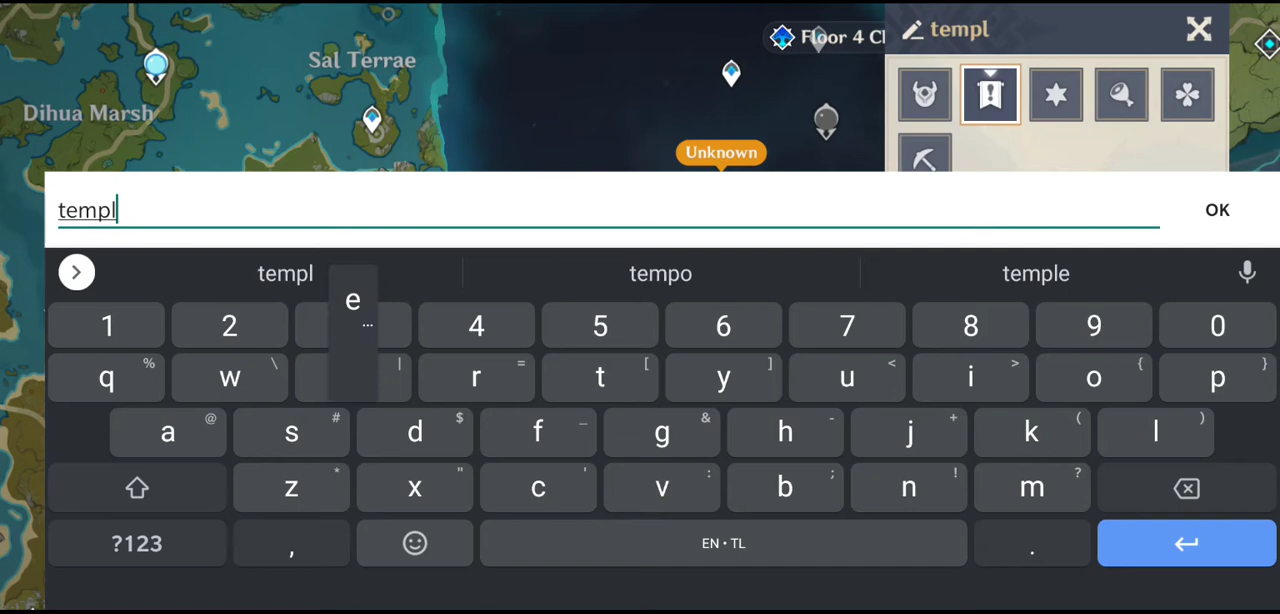 Sal Terrae
Floor 4 Cl
templ
Dihua Marsh
Unknown
templ
OK
templ tempo temple
e
...
1 2 4 5 6 7 8 9 0
q % w \ | r = t [ y ] u < i > o { p }
a @ s # d $ f _ g & h - j + k ( l )
z * x " c ' v : b ; n ! m ?
?123 , EN • TL .